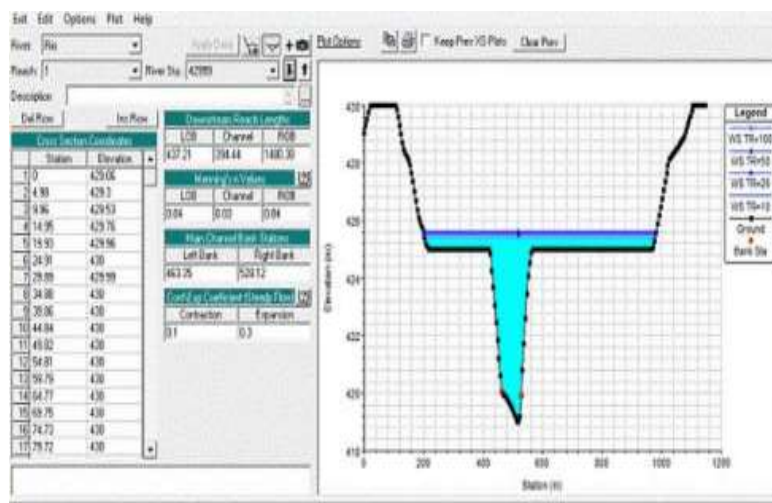 Exit Edit Options Plot Help
River: Apply Data
Reach: 1 River Sta.: 42989
Description
Del Row Ins Row
Cross Section Coordinates
Station Elevation
1 0 429.06
2 4.98 429.3
3 9.96 429.53
4 14.95 429.76
5 19.93 429.96
6 24.91 430
7 29.89 429.99
8 34.88 430
9 39.86 430
10 44.84 430
11 49.82 430
12 54.81 430
13 59.79 430
14 64.77 430
15 69.75 430
16 74.73 430
17 79.72 430
Downstream Reach Lengths
LOB Channel ROB
437.21 394.44
Manning's n Values
LOB Channel ROB
0.04 0.03 0.04
Main Channel Bank Stations
Left Bank Right Bank
528.12
Cont\Exp Coefficient (Steady Flow)
Contraction Expansion
0.1 0.3
Plot Options Keep Prev XS Plots Clear Prev
Elevation (m)
430
428
426
424
422
420
418
0 200 400 600 800 1000 1200
Station (m)
Legend
WS TR=100
WS TR=50
WS TR=10
Ground
Bank Sta